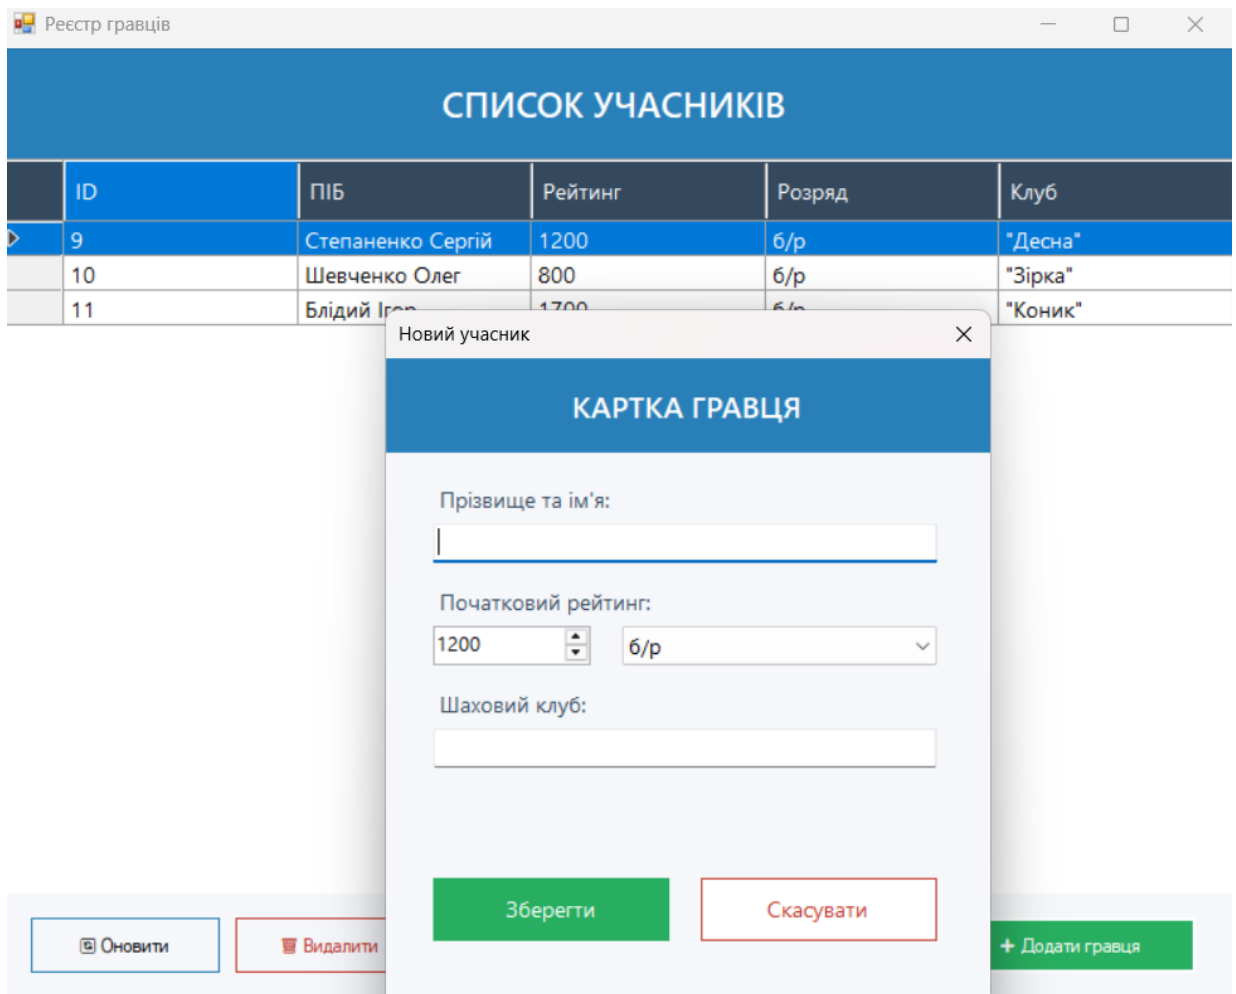 Реєстр гравців
СПИСОК УЧАСНИКІВ
ID ПІБ Рейтинг Розряд Клуб
9 Степаненко Сергій 1200 б/р "Десна"
10 Шевченко Олег 800 б/р "Зірка"
11 Блідий Ігор 1700 б/р "Коник"
Новий учасник
КАРТКА ГРАВЦЯ
Прізвище та ім'я:
Початковий рейтинг:
1200 б/р
Шаховий клуб:
Зберегти Скасувати
Оновити Видалити + Додати гравця